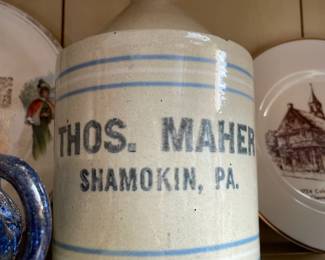 THOS. MAHER
SHAMOKIN, PA.